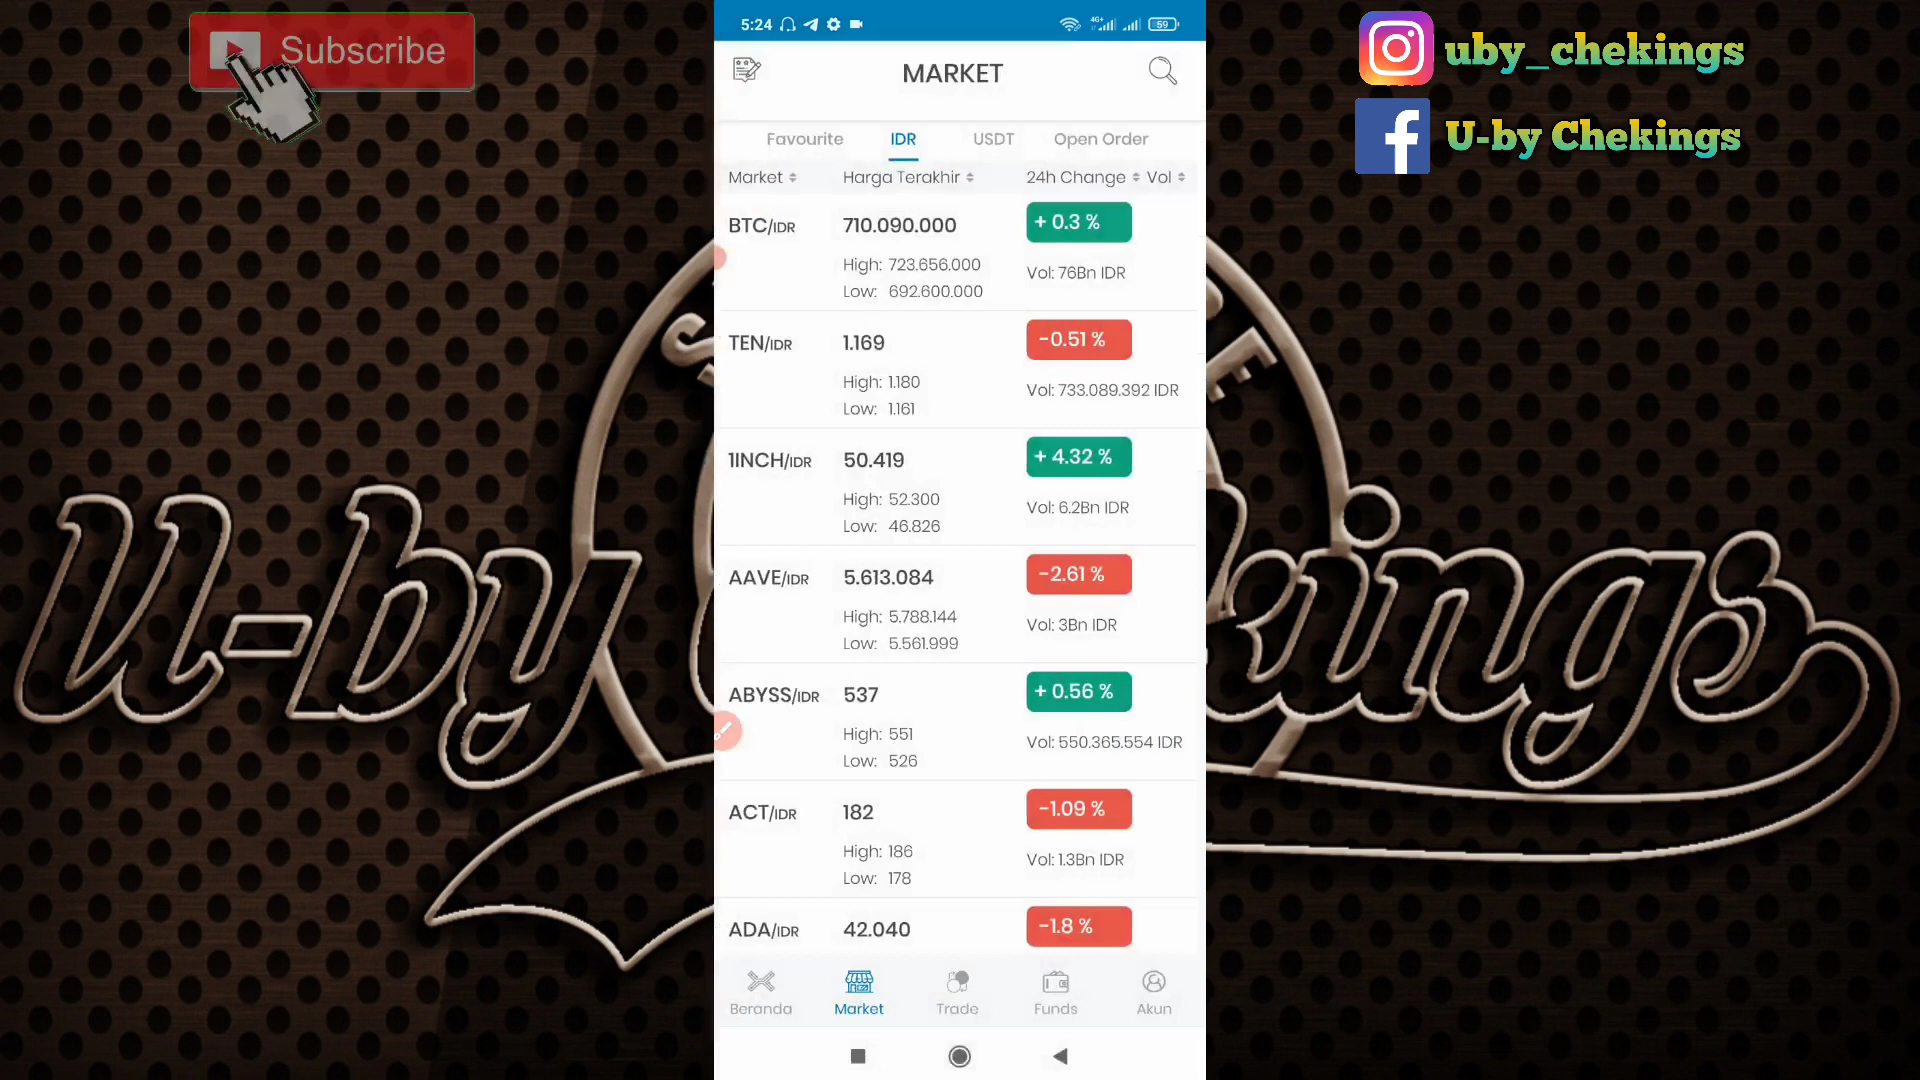 Subscribe
uby_chekings
U-by Chekings
5:24
4G+
59
MARKET
Favourite IDR USDT Open Order
Market Harga Terakhir 24h Change Vol
BTC/IDR 710.090.000 + 0.3 %
High: 723.656.000 Vol: 76Bn IDR
Low: 692.600.000
TEN/IDR 1.169 -0.51 %
High: 1.180 Vol: 733.089.392 IDR
Low: 1.161
1INCH/IDR 50.419 + 4.32 %
High: 52.300 Vol: 6.2Bn IDR
Low: 46.826
AAVE/IDR 5.613.084 -2.61 %
High: 5.788.144 Vol: 3Bn IDR
Low: 5.561.999
ABYSS/IDR 537 + 0.56 %
High: 551 Vol: 550.365.554 IDR
Low: 526
ACT/IDR 182 -1.09 %
High: 186 Vol: 1.3Bn IDR
Low: 178
ADA/IDR 42.040 -1.8 %
Beranda Market Trade Funds Akun
U-by